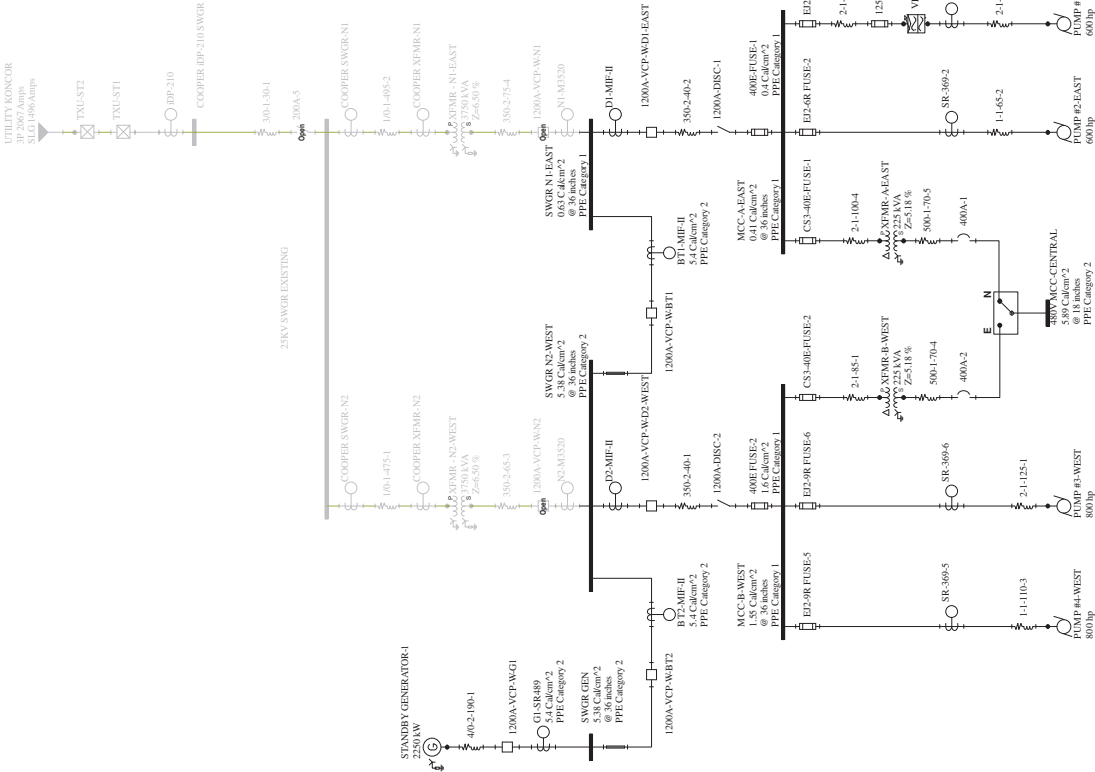 UTILITY KONCOR
3P 2067 Amps
SLG 1496 Amps
TXU-ST2
TXU-ST1
iDP-210
COOPER iDP-210 SWGR
3/0-1-30-1
200A-5
Open
25KV SWGR EXISTING
COOPER SWGR-N2
1/0-1-475-1
COOPER XFMR-N2
P
S
XFMR - N2-WEST
3750 kVA
Z=6.50 %
350-2-65-3
1200A-VCP-W-N2
Open
N2-M3520
COOPER SWGR-N1
1/0-1-495-2
COOPER XFMR-N1
P
S
XFMR - N1-EAST
3750 kVA
Z=6.50 %
350-2-75-4
1200A-VCP-W-N1
Open
N1-M3520
STANDBY GENERATOR-1
2250 kW
G
4/0-2-190-1
1200A-VCP-W-G1
G1-SR489
5.4 Cal/cm^2
PPE Category 2
SWGR GEN
5.38 Cal/cm^2
@ 36 inches
PPE Category 2
1200A-VCP-W-BT2
BT2-MIF-II
5.4 Cal/cm^2
PPE Category 2
SWGR N2-WEST
5.38 Cal/cm^2
@ 36 inches
PPE Category 2
1200A-VCP-W-BT1
BT1-MIF-II
5.4 Cal/cm^2
PPE Category 2
SWGR N1-EAST
0.63 Cal/cm^2
@ 36 inches
PPE Category 1
D2-MIF-II
1200A-VCP-W-D2-WEST
350-2-40-1
1200A-DISC-2
400E FUSE-2
1.6 Cal/cm^2
PPE Category 1
D1-MIF-II
1200A-VCP-W-D1-EAST
350-2-40-2
1200A-DISC-1
400E-FUSE-1
0.4 Cal/cm^2
PPE Category 1
MCC-B-WEST
1.55 Cal/cm^2
@ 36 inches
PPE Category 1
EJ2-9R FUSE-5
SR-369-5
1-1-110-3
PUMP #4-WEST
800 hp
EJ2-9R FUSE-6
SR-369-6
2-1-125-1
PUMP #3-WEST
800 hp
CS3-40E-FUSE-2
2-1-85-1
P
S
XFMR-B-WEST
225 kVA
Z=5.18 %
500-1-70-4
400A-2
MCC-A-EAST
0.41 Cal/cm^2
@ 36 inches
PPE Category 1
CS3-40E-FUSE-1
2-1-100-4
P
S
XFMR-A-EAST
225 kVA
Z=5.18 %
500-1-70-5
400A-1
E
N
480V MCC-CENTRAL
5.89 Cal/cm^2
@ 18 inches
PPE Category 2
EJ2-6R FUSE-2
SR-369-2
1-1-65-2
PUMP #2-EAST
600 hp
EJ2
2-1-
125
2-1-
PUMP #
600 hp